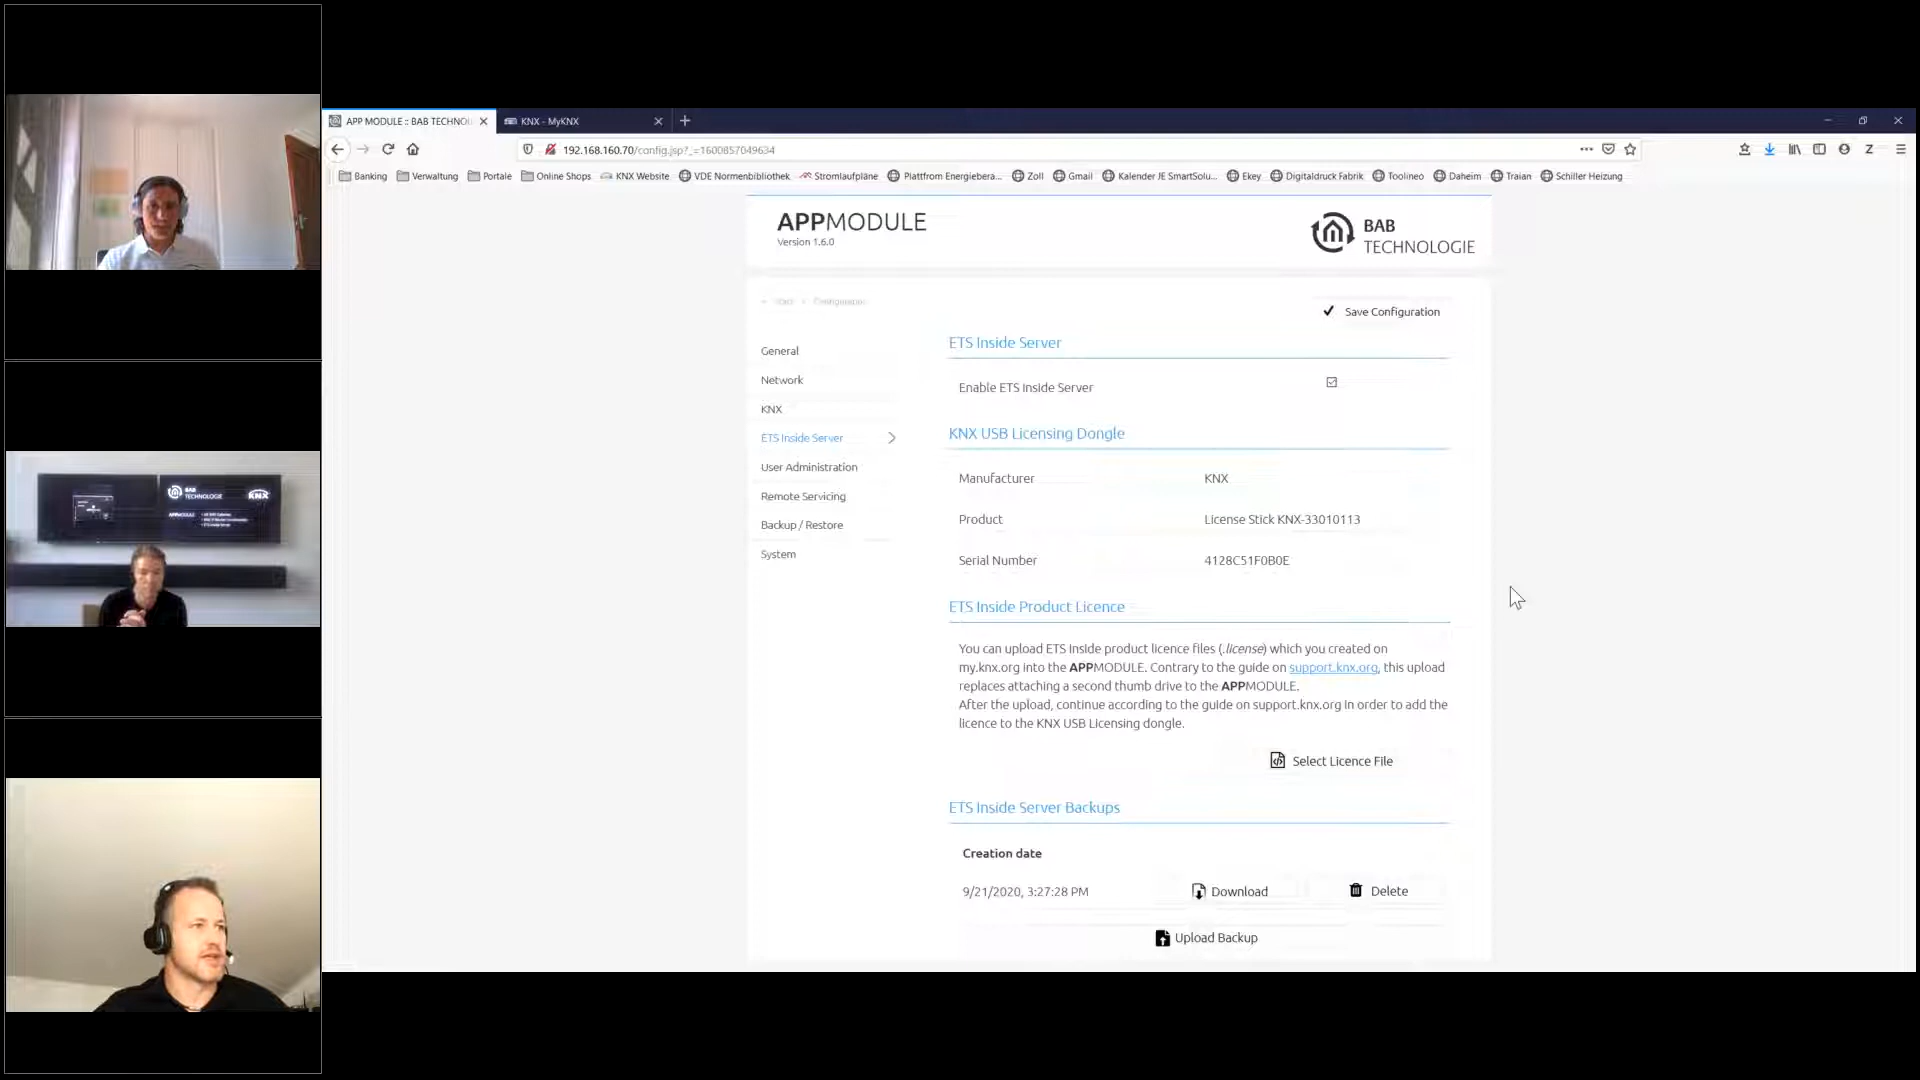 APP MODULE :: BAB TECHNOL
KNX - MyKNX
192.168.160.70/config.jsp?_=1600857049634
Banking
Verwaltung
Portale
Online Shops
KNX Website
VDE Normenbibliothek
Stromlaufpläne
Plattfrom Energiebera...
Zoll
Gmail
Kalender JE SmartSolu...
Ekey
Digitaldruck Fabrik
Toolineo
Daheim
Traian
Schiller Heizung
APPMODULE
Version 1.6.0
BAB
TECHNOLOGIE
Configuration
Save Configuration
General
Network
KNX
ETS Inside Server
User Administration
Remote Servicing
Backup / Restore
System
ETS Inside Server
Enable ETS Inside Server
KNX USB Licensing Dongle
Manufacturer KNX
Product License Stick KNX-33010113
Serial Number 4128C51F0B0E
ETS Inside Product Licence
You can upload ETS Inside product licence files (.license) which you created on
my.knx.org into the APPMODULE. Contrary to the guide on support.knx.org, this upload
replaces attaching a second thumb drive to the APPMODULE.
After the upload, continue according to the guide on support.knx.org in order to add the
licence to the KNX USB Licensing dongle.
Select Licence File
ETS Inside Server Backups
Creation date
9/21/2020, 3:27:28 PM Download Delete
Upload Backup
BAB
TECHNOLOGIE
KNX